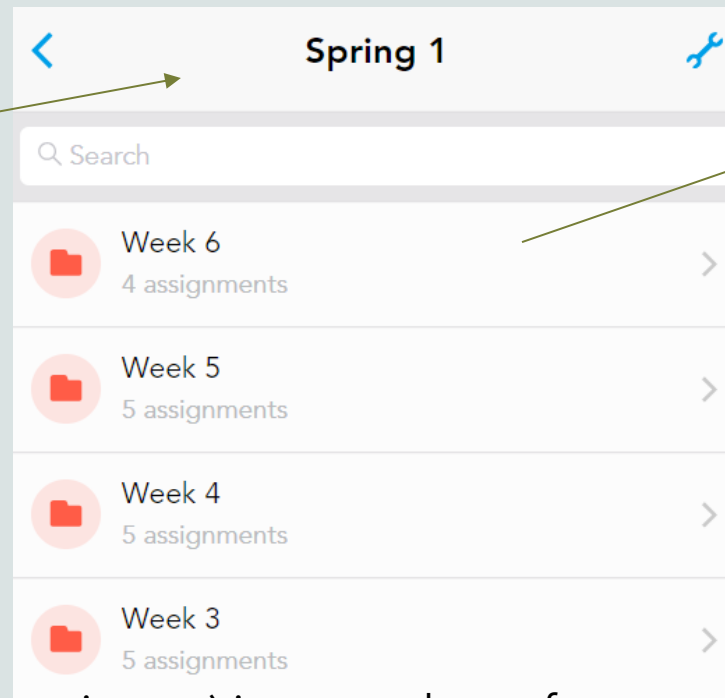 Spring 1
Search
Week 6
4 assignments
Week 5
5 assignments
Week 4
5 assignments
Week 3
5 assignments